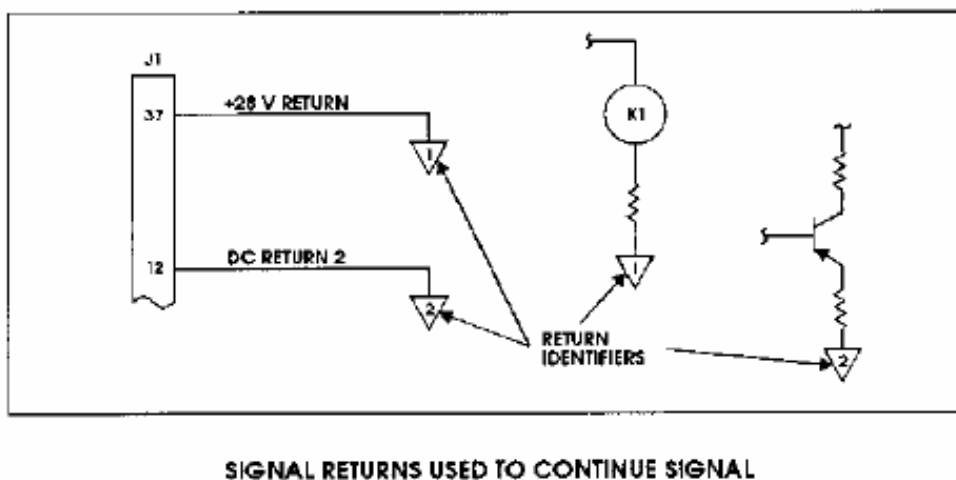 J1
37
+28 V RETURN
1
12
DC RETURN 2
2
K1
1
2
RETURN
IDENTIFIERS
SIGNAL RETURNS USED TO CONTINUE SIGNAL